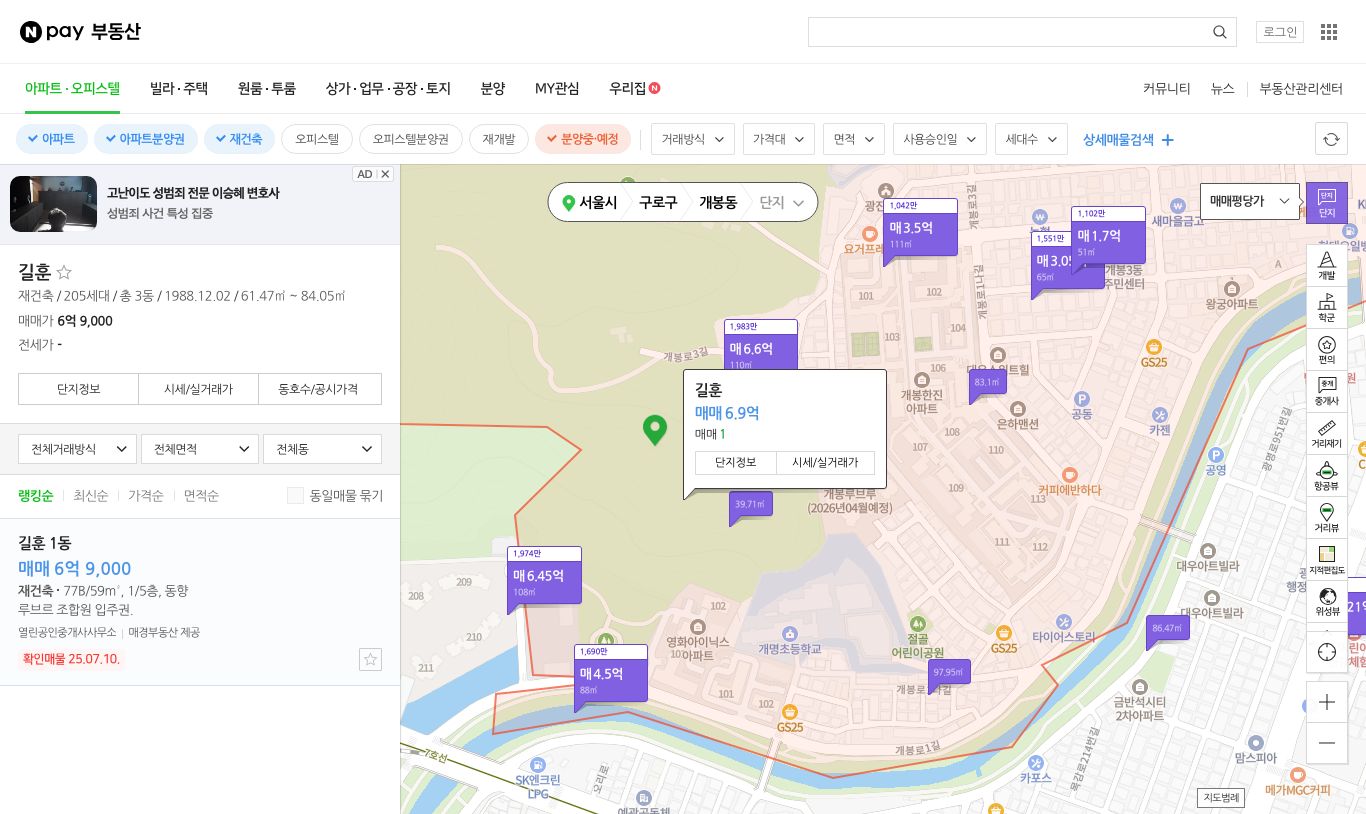 N pay 부동산
로그인
아파트 · 오피스텔 빌라 · 주택 원룸 · 투룸 상가 · 업무 · 공장 · 토지 분양 MY관심 우리집 N
커뮤니티 뉴스 부동산관리센터
아파트 아파트분양권 재건축 오피스텔 오피스텔분양권 재개발 분양중·예정
거래방식 가격대 면적 사용승인일 세대수 상세매물검색
AD
고난이도 성범죄 전문 이승혜 변호사
성범죄 사건 특성 집중
길훈
재건축 / 205세대 / 총 3동 / 1988.12.02 / 61.47㎡ ~ 84.05㎡
매매가 6억 9,000
전세가 -
단지정보 시세/실거래가 동호수/공시가격
전체거래방식 전체면적 전체동
랭킹순 최신순 가격순 면적순 동일매물 묶기
길훈 1동
매매 6억 9,000
재건축 · 77B/59m², 1/5층, 동향
루브르 조합원 입주권.
열린공인중개사사무소 매경부동산 제공
확인매물 25.07.10.
서울시 구로구 개봉동 단지
매매평당가
단지
단지
개발
학군
편의
중개
중개사
거리재기
항공뷰
거리뷰
지적편집도
위성뷰
지도범례
1,042만
매 3.5억
111㎡
1,551만
65㎡
1,102만
매 1.7억
51㎡
새마을금고
개봉3동
주민센터
왕궁아파트
A
101
102
103
104
106
107
108
109
111
112
113
개봉로3길
개봉로1길
1,983만
매 6.6억
110㎡
길훈
매매 6.9억
매매 1
단지정보 시세/실거래가
39.71㎡
개봉루브루
(2026년04월예정)
개봉한진
아파트
83.1㎡
은하맨션
GS25
공동
카젠
공영
커피에반하다
광명로951번길
1,974만
매 6.45억
108㎡
208
209
210
211
1,690만
매 4.5억
88㎡
영화아이닉스
아파트
102
101
102
개명초등학교
절골
어린이공원
GS25
타이어스토리
97.95㎡
86.47㎡
대우아트빌라
대우아트빌라
금반석시티
2차아파트
GS25
개봉로1길
7호선
SK엔크린
LPG
오리로
카포스
목감로214번길
맘스피아
메가MGC커피